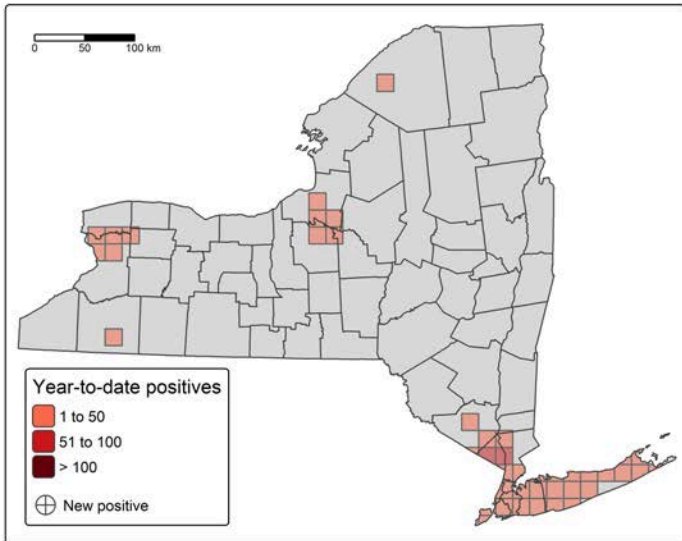 0 50 100 km
Year-to-date positives
1 to 50
51 to 100
> 100
New positive